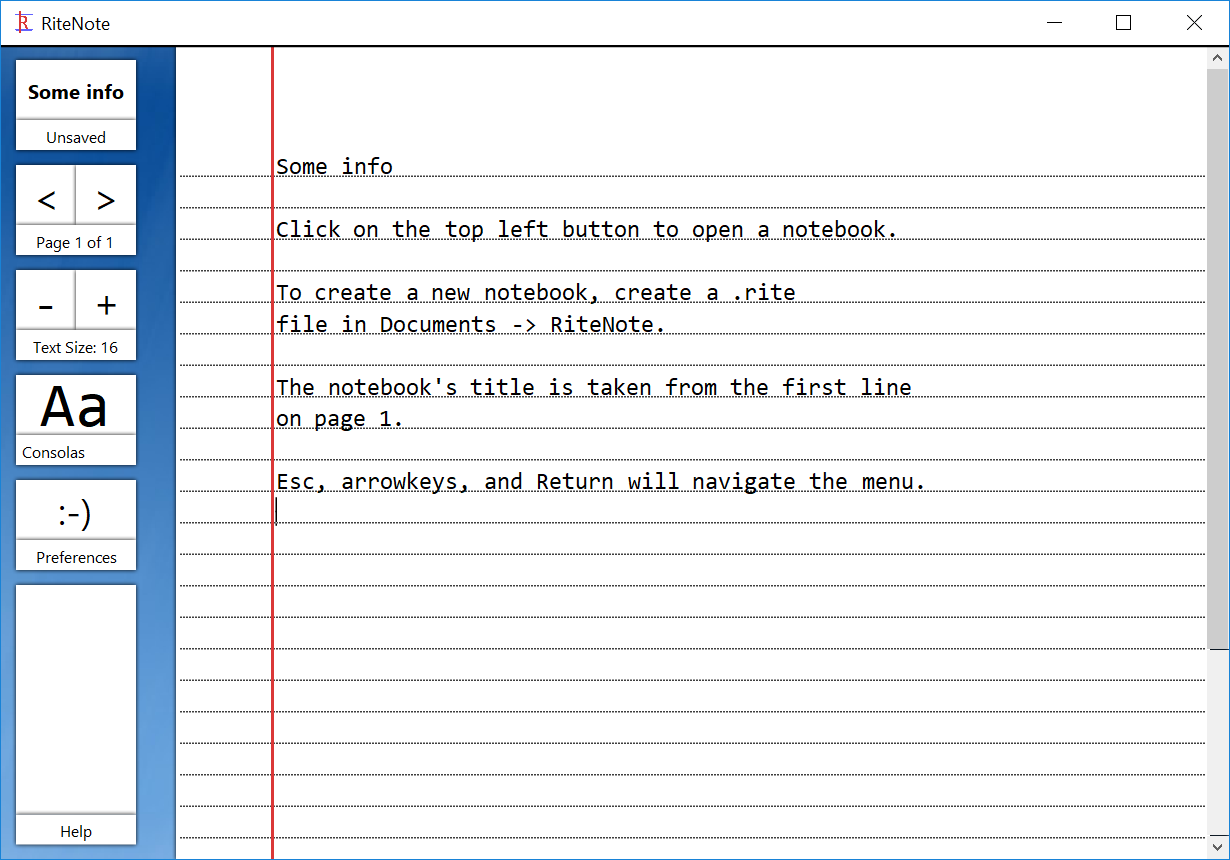 RiteNote
Some info
Unsaved
< >
Page 1 of 1
- +
Text Size: 16
Aa
Consolas
:-)
Preferences
Help
Some info
Click on the top left button to open a notebook.
To create a new notebook, create a .rite
file in Documents -> RiteNote.
The notebook's title is taken from the first line
on page 1.
Esc, arrowkeys, and Return will navigate the menu.